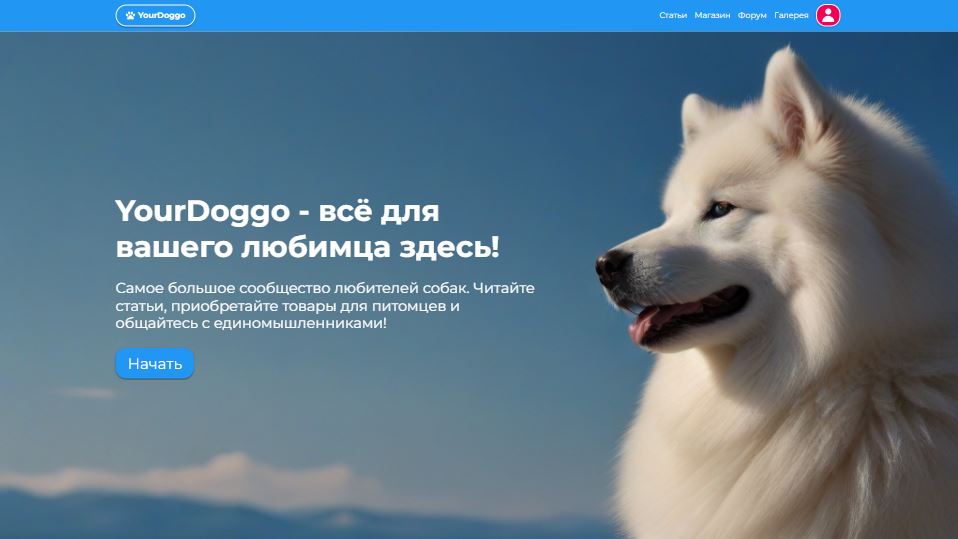 YourDoggo
Статьи Магазин Форум Галерея
YourDoggo - всё для
вашего любимца здесь!
Самое большое сообщество любителей собак. Читайте
статьи, приобретайте товары для питомцев и
общайтесь с единомышленниками!
Начать